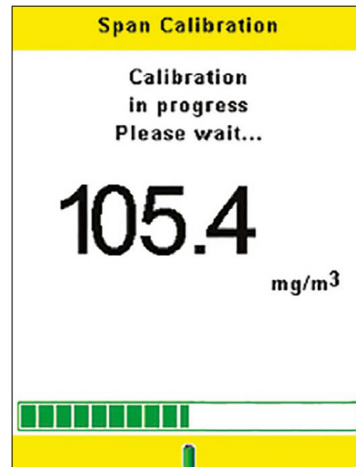 Span Calibration
Calibration
in progress
Please wait...
105.4
mg/m³